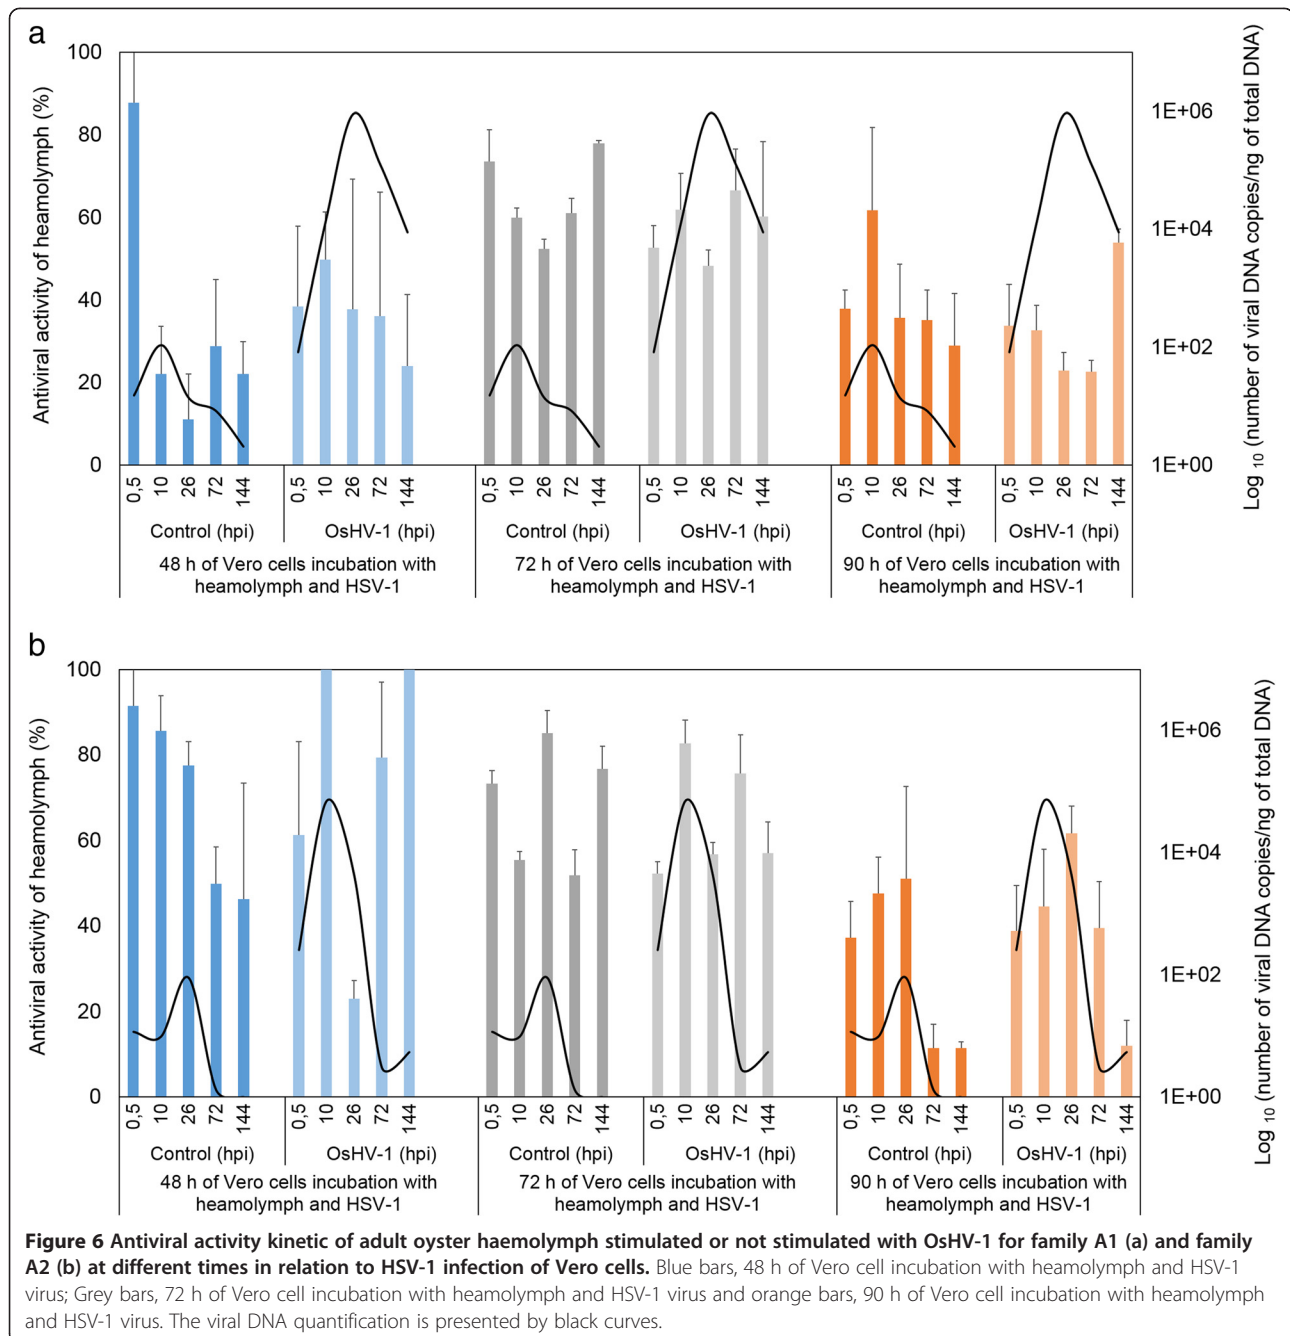 a
Antiviral activity of heamolymph (%)
100
80
60
40
20
0
Log 10 (number of viral DNA copies/ng of total DNA)
1E+06
1E+04
1E+02
1E+00
0,5 10 26 72 144 0,5 10 26 72 144 0,5 10 26 72 144 0,5 10 26 72 144 0,5 10 26 72 144 0,5 10 26 72 144
Control (hpi) OsHV-1 (hpi) Control (hpi) OsHV-1 (hpi) Control (hpi) OsHV-1 (hpi)
48 h of Vero cells incubation with 72 h of Vero cells incubation with 90 h of Vero cells incubation with
heamolymph and HSV-1 heamolymph and HSV-1 heamolymph and HSV-1
b
Antiviral activity of heamolymph (%)
100
80
60
40
20
0
Log 10 (number of viral DNA copies/ng of total DNA)
1E+06
1E+04
1E+02
1E+00
0,5 10 26 72 144 0,5 10 26 72 144 0,5 10 26 72 144 0,5 10 26 72 144 0,5 10 26 72 144 0,5 10 26 72 144
Control (hpi) OsHV-1 (hpi) Control (hpi) OsHV-1 (hpi) Control (hpi) OsHV-1 (hpi)
48 h of Vero cells incubation with 72 h of Vero cells incubation with 90 h of Vero cells incubation with
heamolymph and HSV-1 heamolymph and HSV-1 heamolymph and HSV-1
Figure 6 Antiviral activity kinetic of adult oyster haemolymph stimulated or not stimulated with OsHV-1 for family A1 (a) and family
A2 (b) at different times in relation to HSV-1 infection of Vero cells. Blue bars, 48 h of Vero cell incubation with heamolymph and HSV-1
virus; Grey bars, 72 h of Vero cell incubation with heamolymph and HSV-1 virus and orange bars, 90 h of Vero cell incubation with heamolymph
and HSV-1 virus. The viral DNA quantification is presented by black curves.